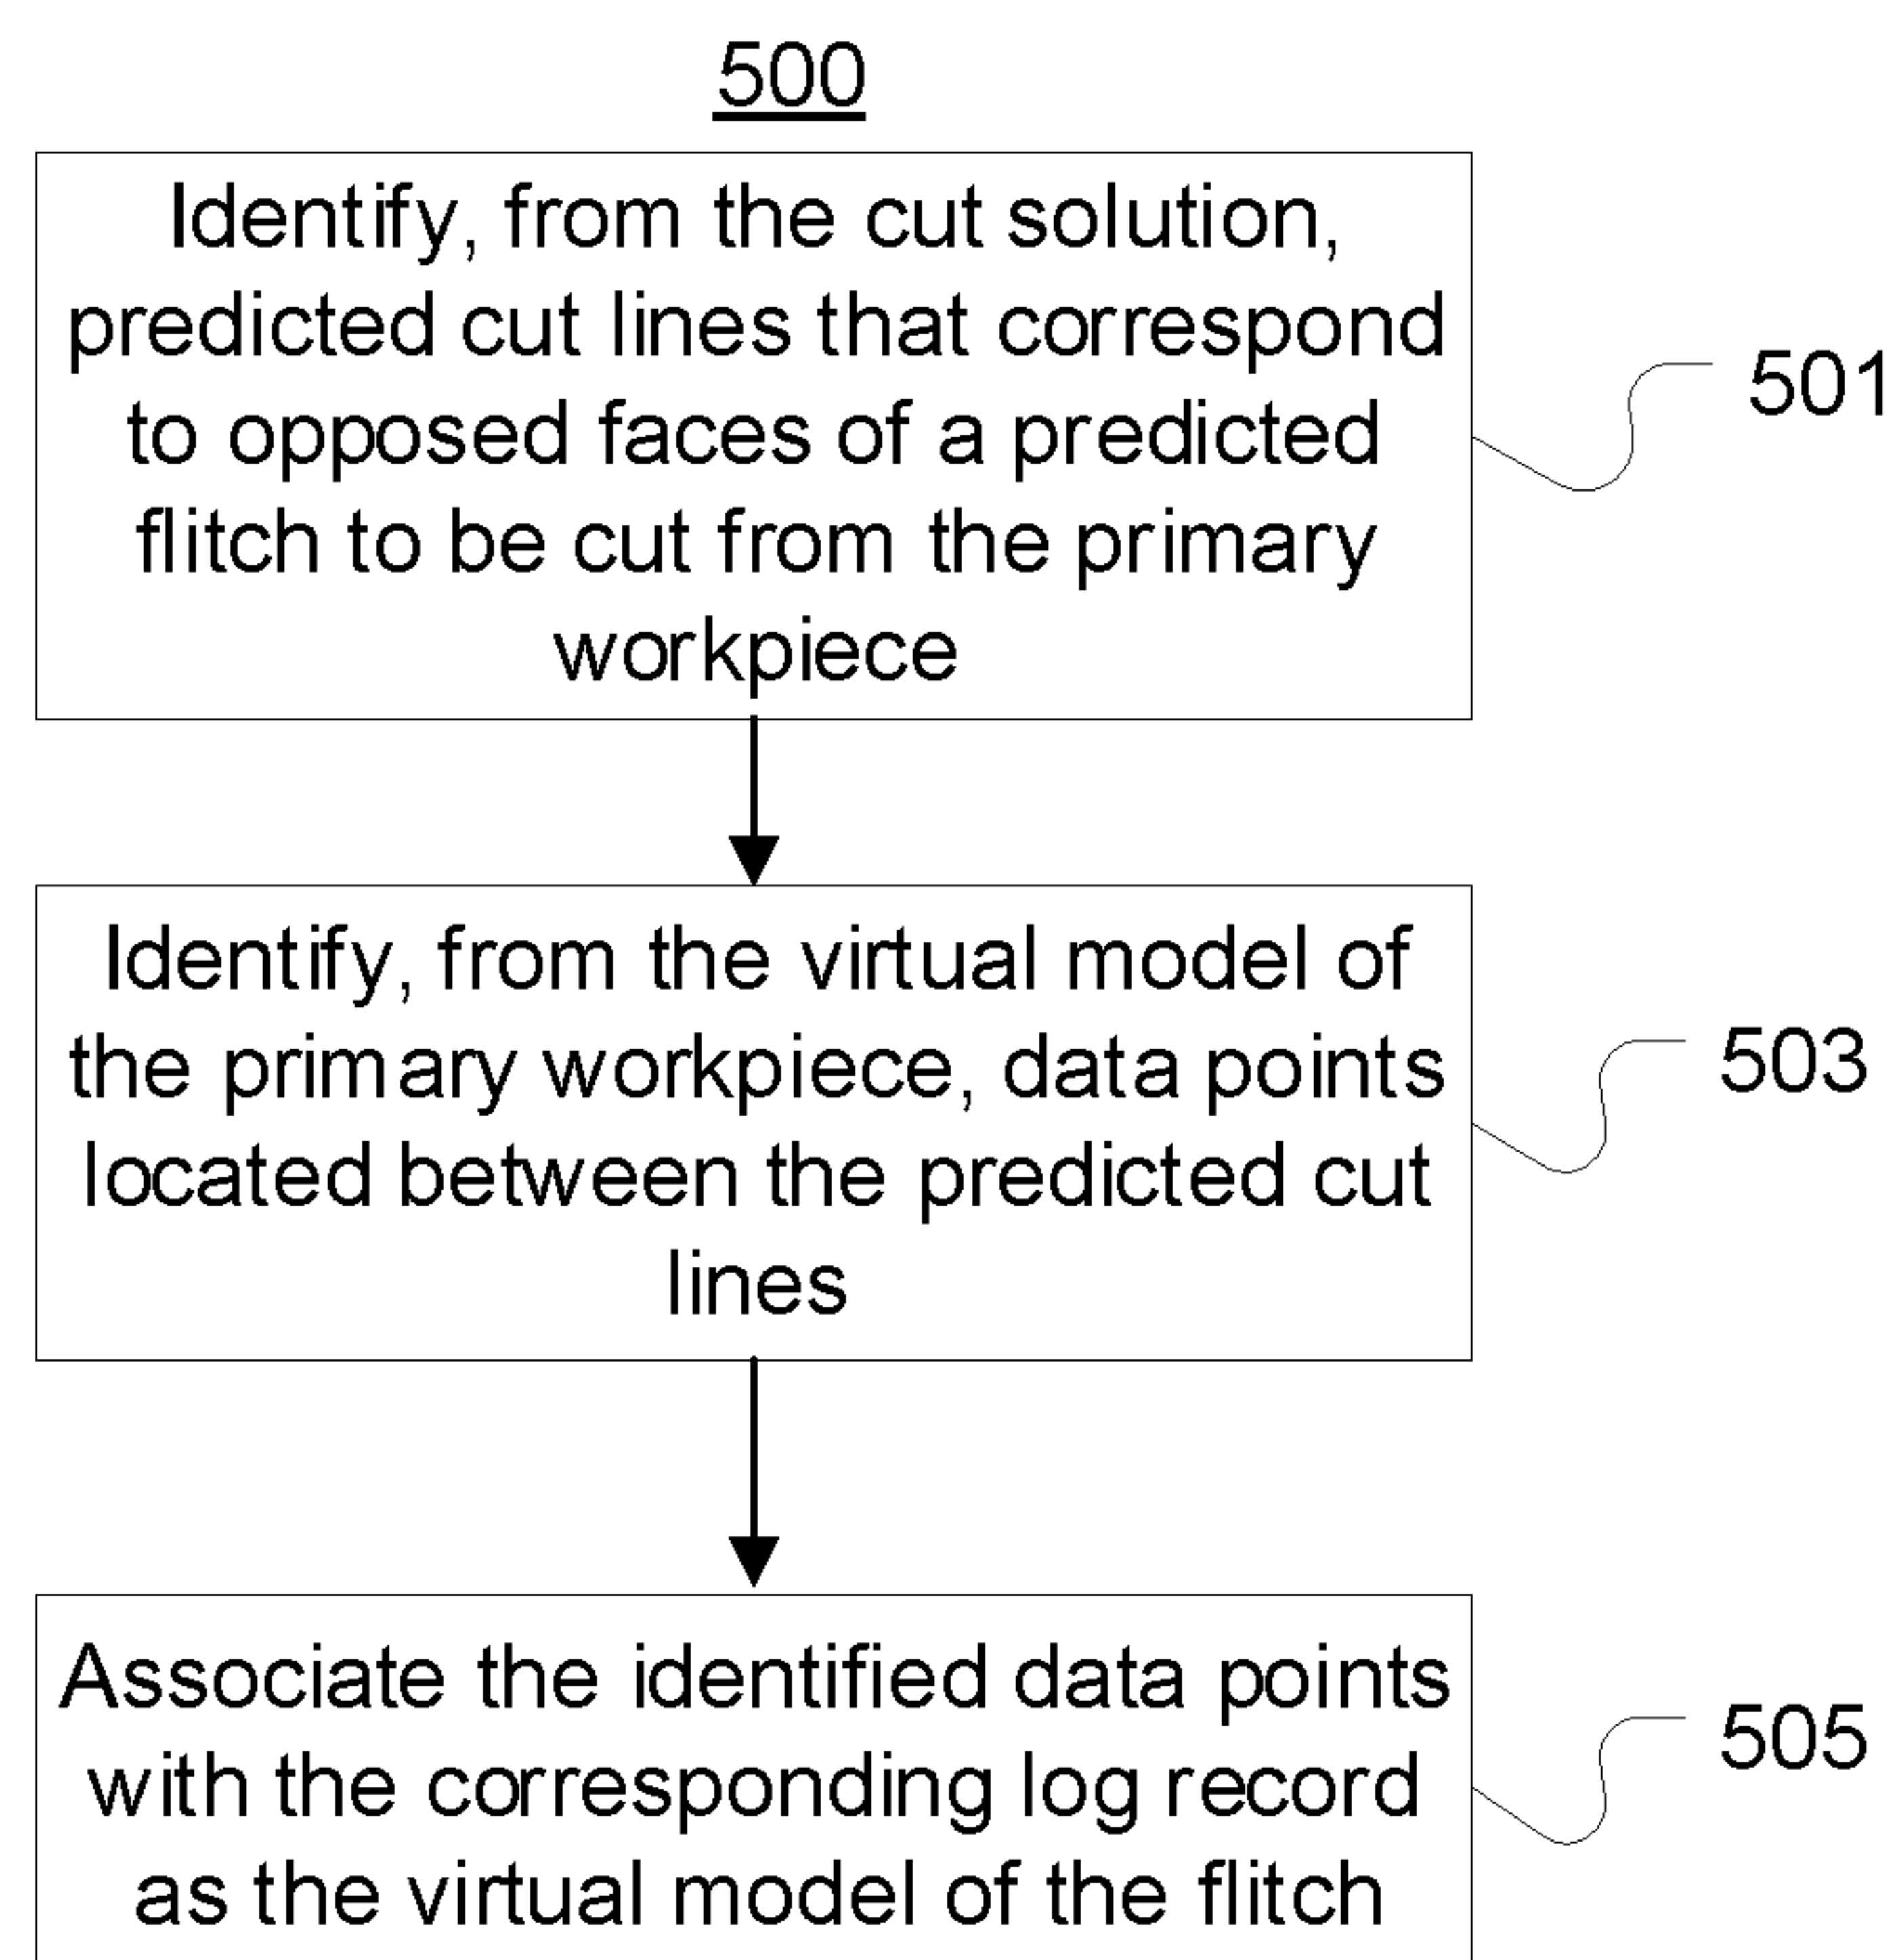 500
Identify, from the cut solution,
predicted cut lines that correspond
to opposed faces of a predicted
flitch to be cut from the primary
workpiece
501
Identify, from the virtual model of
the primary workpiece, data points
located between the predicted cut
lines
503
Associate the identified data points
with the corresponding log record
as the virtual model of the flitch
505